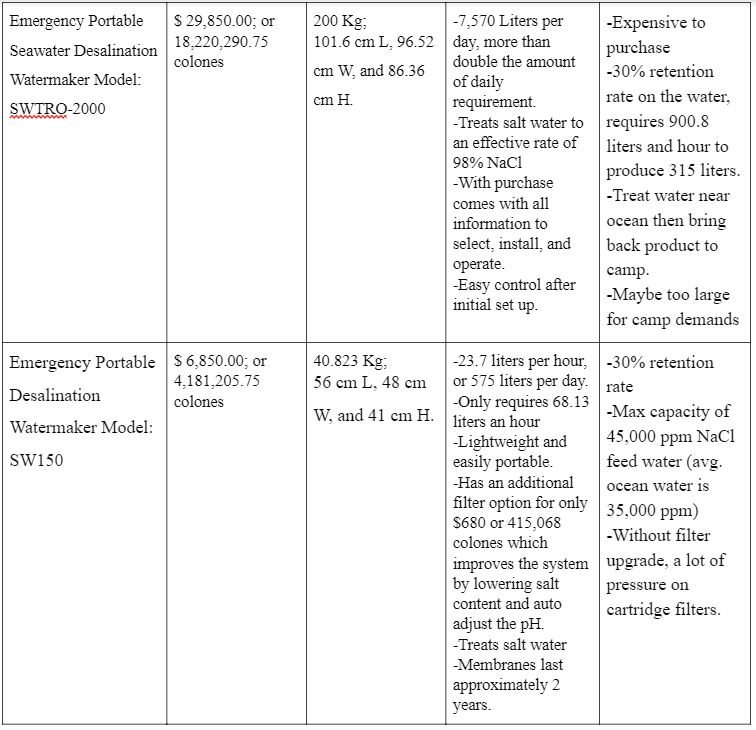 Emergency Portable
Seawater Desalination
Watermaker Model:
SWTRO-2000
$ 29,850.00; or
18,220,290.75
colones
200 Kg;
101.6 cm L, 96.52
cm W, and 86.36
cm H.
-7,570 Liters per
day, more than
double the amount
of daily
requirement.
-Treats salt water to
an effective rate of
98% NaCl
-With purchase
comes with all
information to
select, install, and
operate.
-Easy control after
initial set up.
-Expensive to
purchase
-30% retention
rate on the water,
requires 900.8
liters and hour to
produce 315 liters.
-Treat water near
ocean then bring
back product to
camp.
-Maybe too large
for camp demands
Emergency Portable
Desalination
Watermaker Model:
SW150
$ 6,850.00; or
4,181,205.75
colones
40.823 Kg;
56 cm L, 48 cm
W, and 41 cm H.
-23.7 liters per hour,
or 575 liters per day.
-Only requires 68.13
liters an hour
-Lightweight and
easily portable.
-Has an additional
filter option for only
$680 or 415,068
colones which
improves the system
by lowering salt
content and auto
adjust the pH.
-Treats salt water
-Membranes last
approximately 2
years.
-30% retention
rate
-Max capacity of
45,000 ppm NaCl
feed water (avg.
ocean water is
35,000 ppm)
-Without filter
upgrade, a lot of
pressure on
cartridge filters.